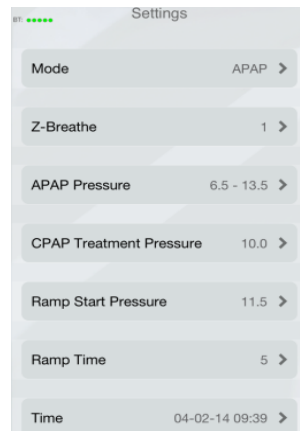 Settings
BT:
Mode APAP >
Z-Breathe 1 >
APAP Pressure 6.5 - 13.5 >
CPAP Treatment Pressure 10.0 >
Ramp Start Pressure 11.5 >
Ramp Time 5 >
Time 04-02-14 09:39 >